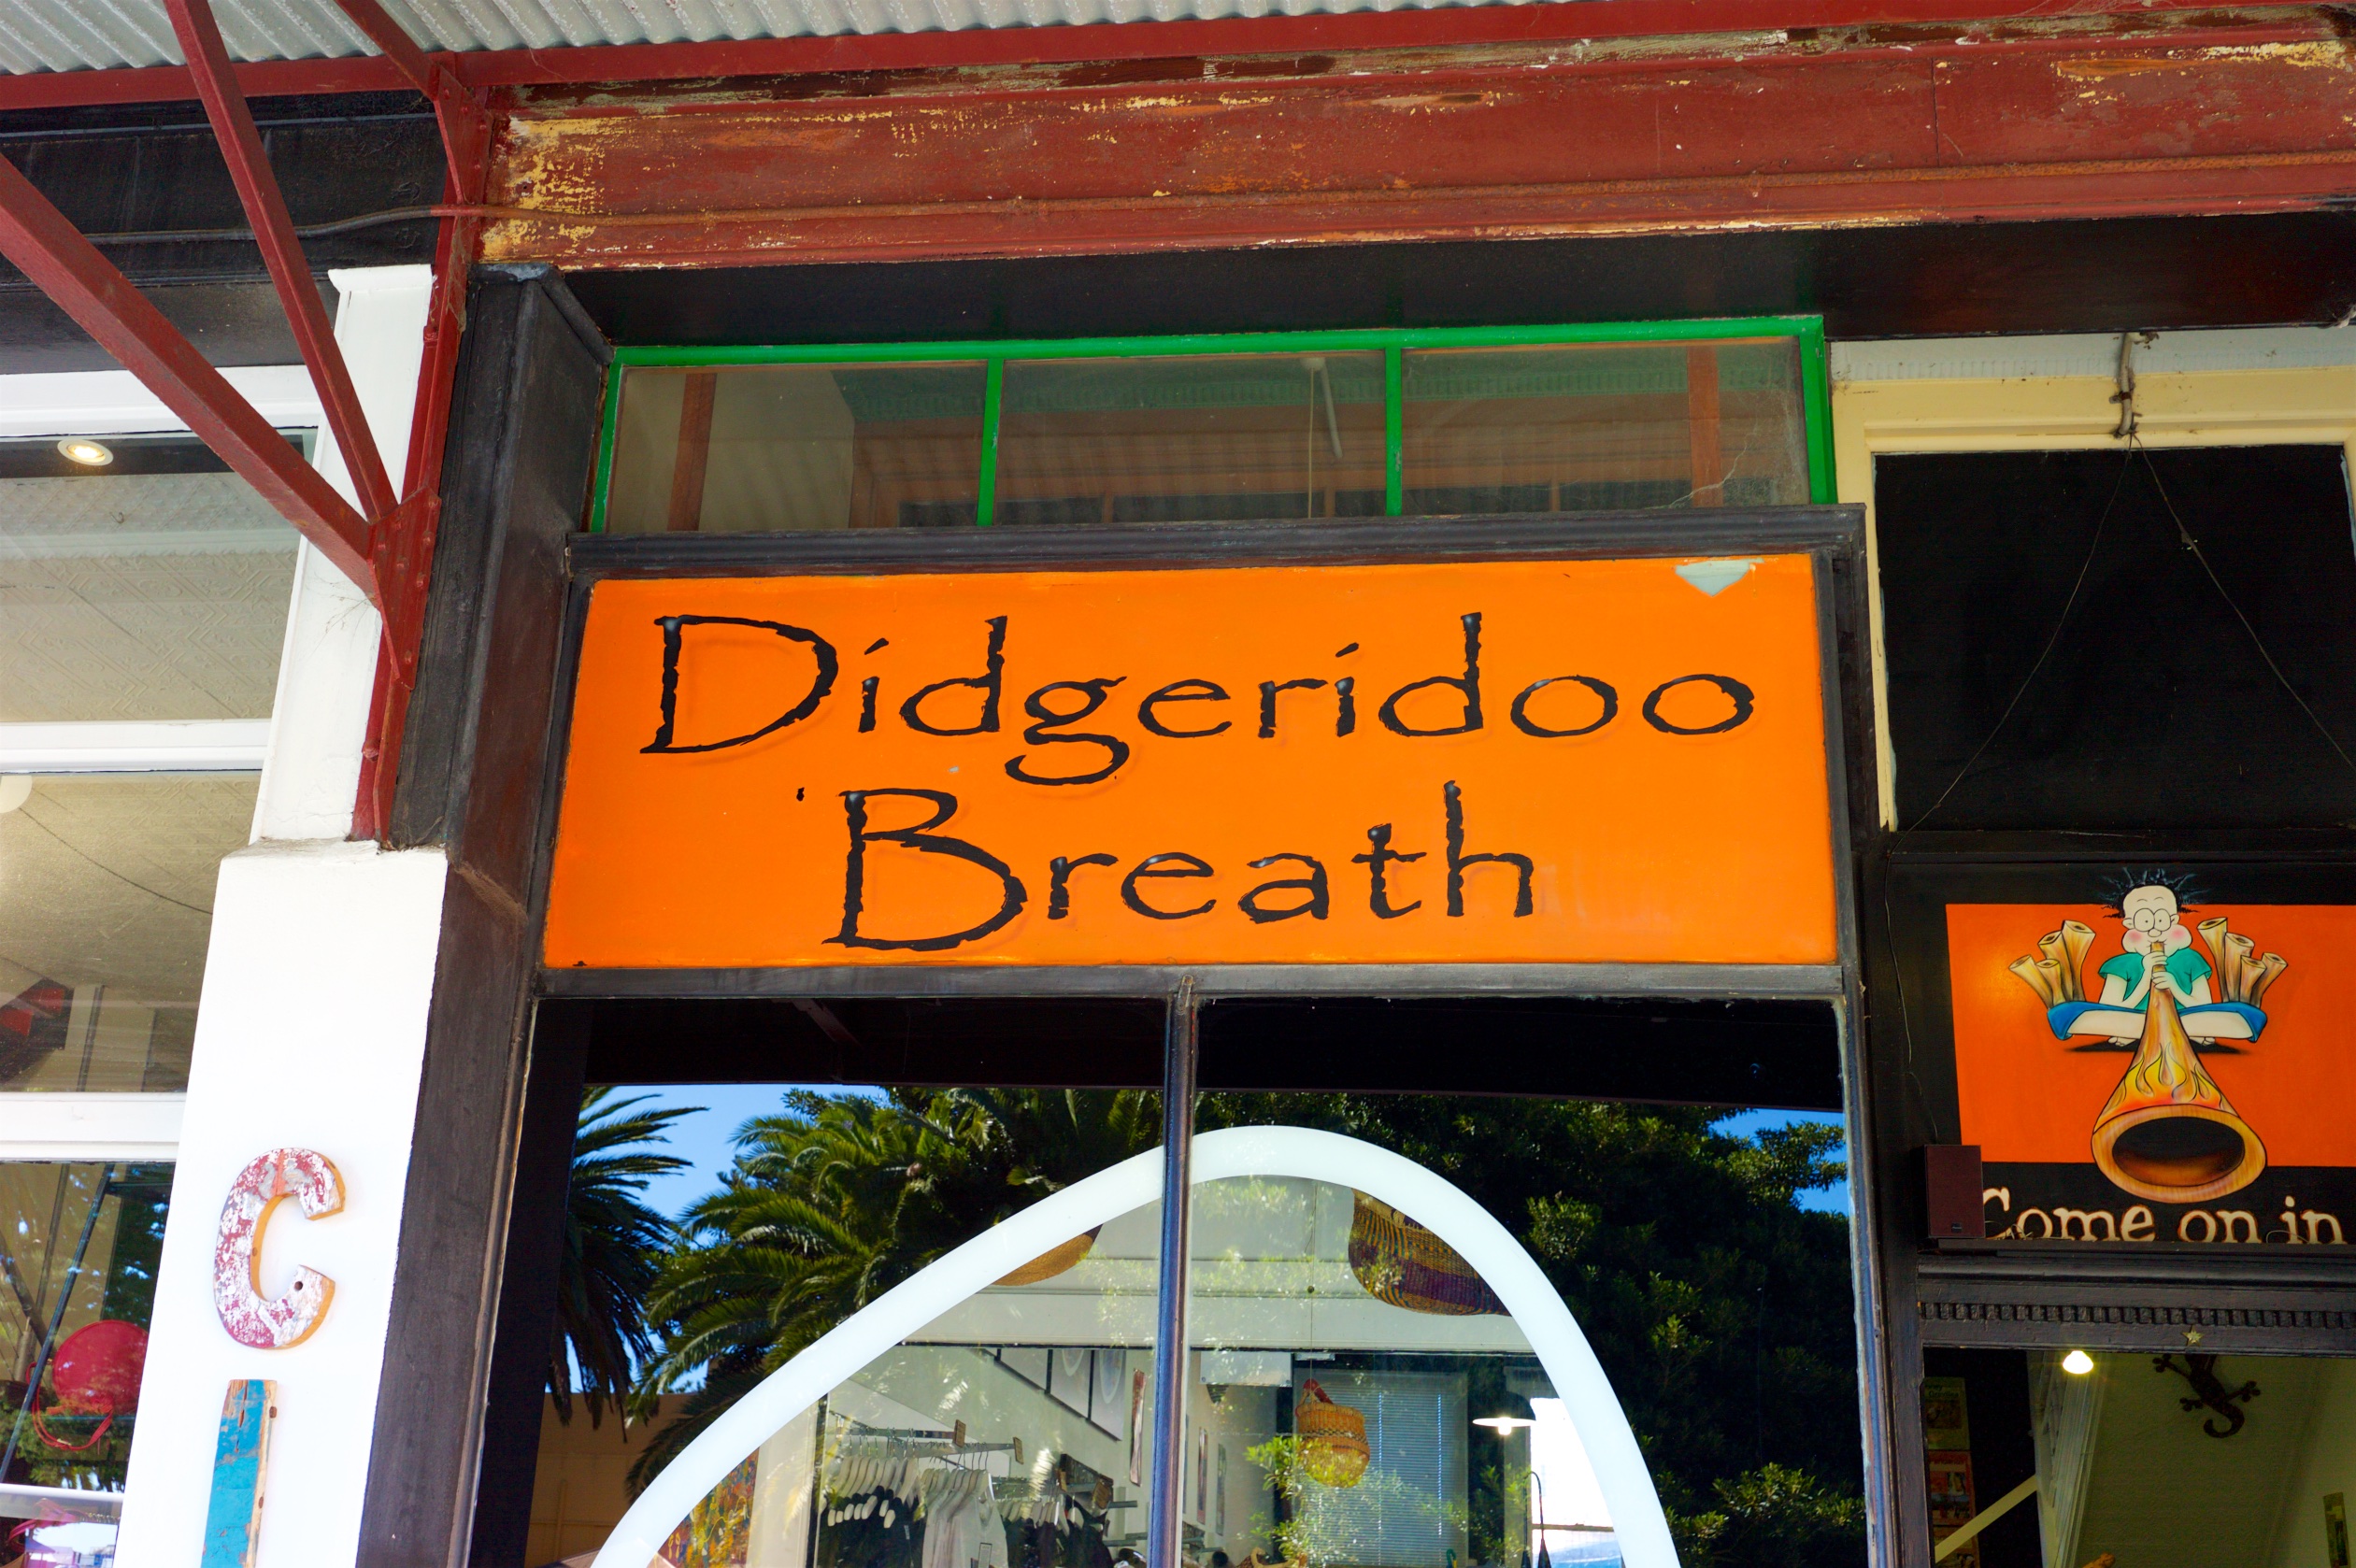 Didgeridoo
Breath
Come on in
C
I